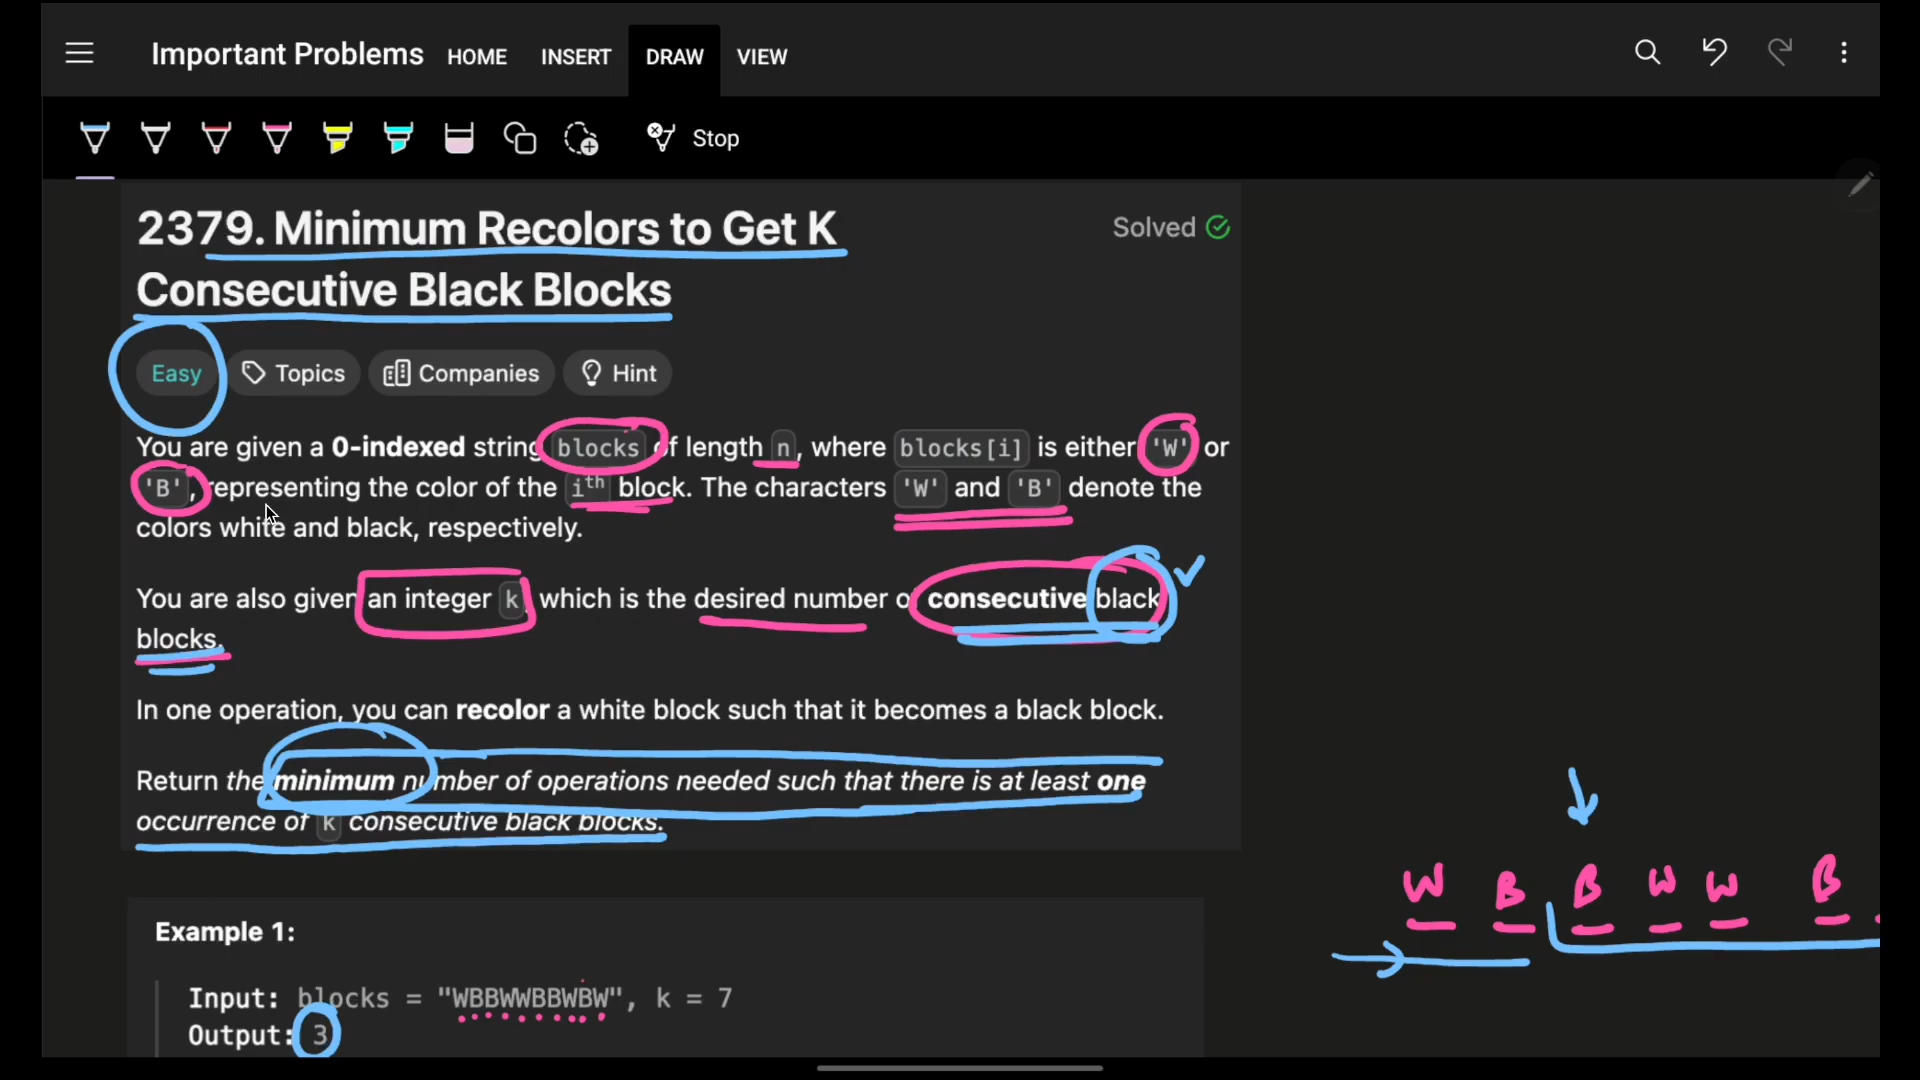 Important Problems HOME INSERT DRAW VIEW
Stop
2379. Minimum Recolors to Get K
Solved
Consecutive Black Blocks
Easy Topics Companies Hint
You are given a 0-indexed string blocks of length n, where blocks[i] is either 'W' or
'B', representing the color of the ith block. The characters 'W' and 'B' denote the
colors white and black, respectively.
You are also given an integer k, which is the desired number of consecutive black
blocks.
In one operation, you can recolor a white block such that it becomes a black block.
Return the minimum number of operations needed such that there is at least one
occurrence of k consecutive black blocks.
W B B W W B
Example 1:
Input: blocks = "WBBWWBBWBW", k = 7
Output: 3